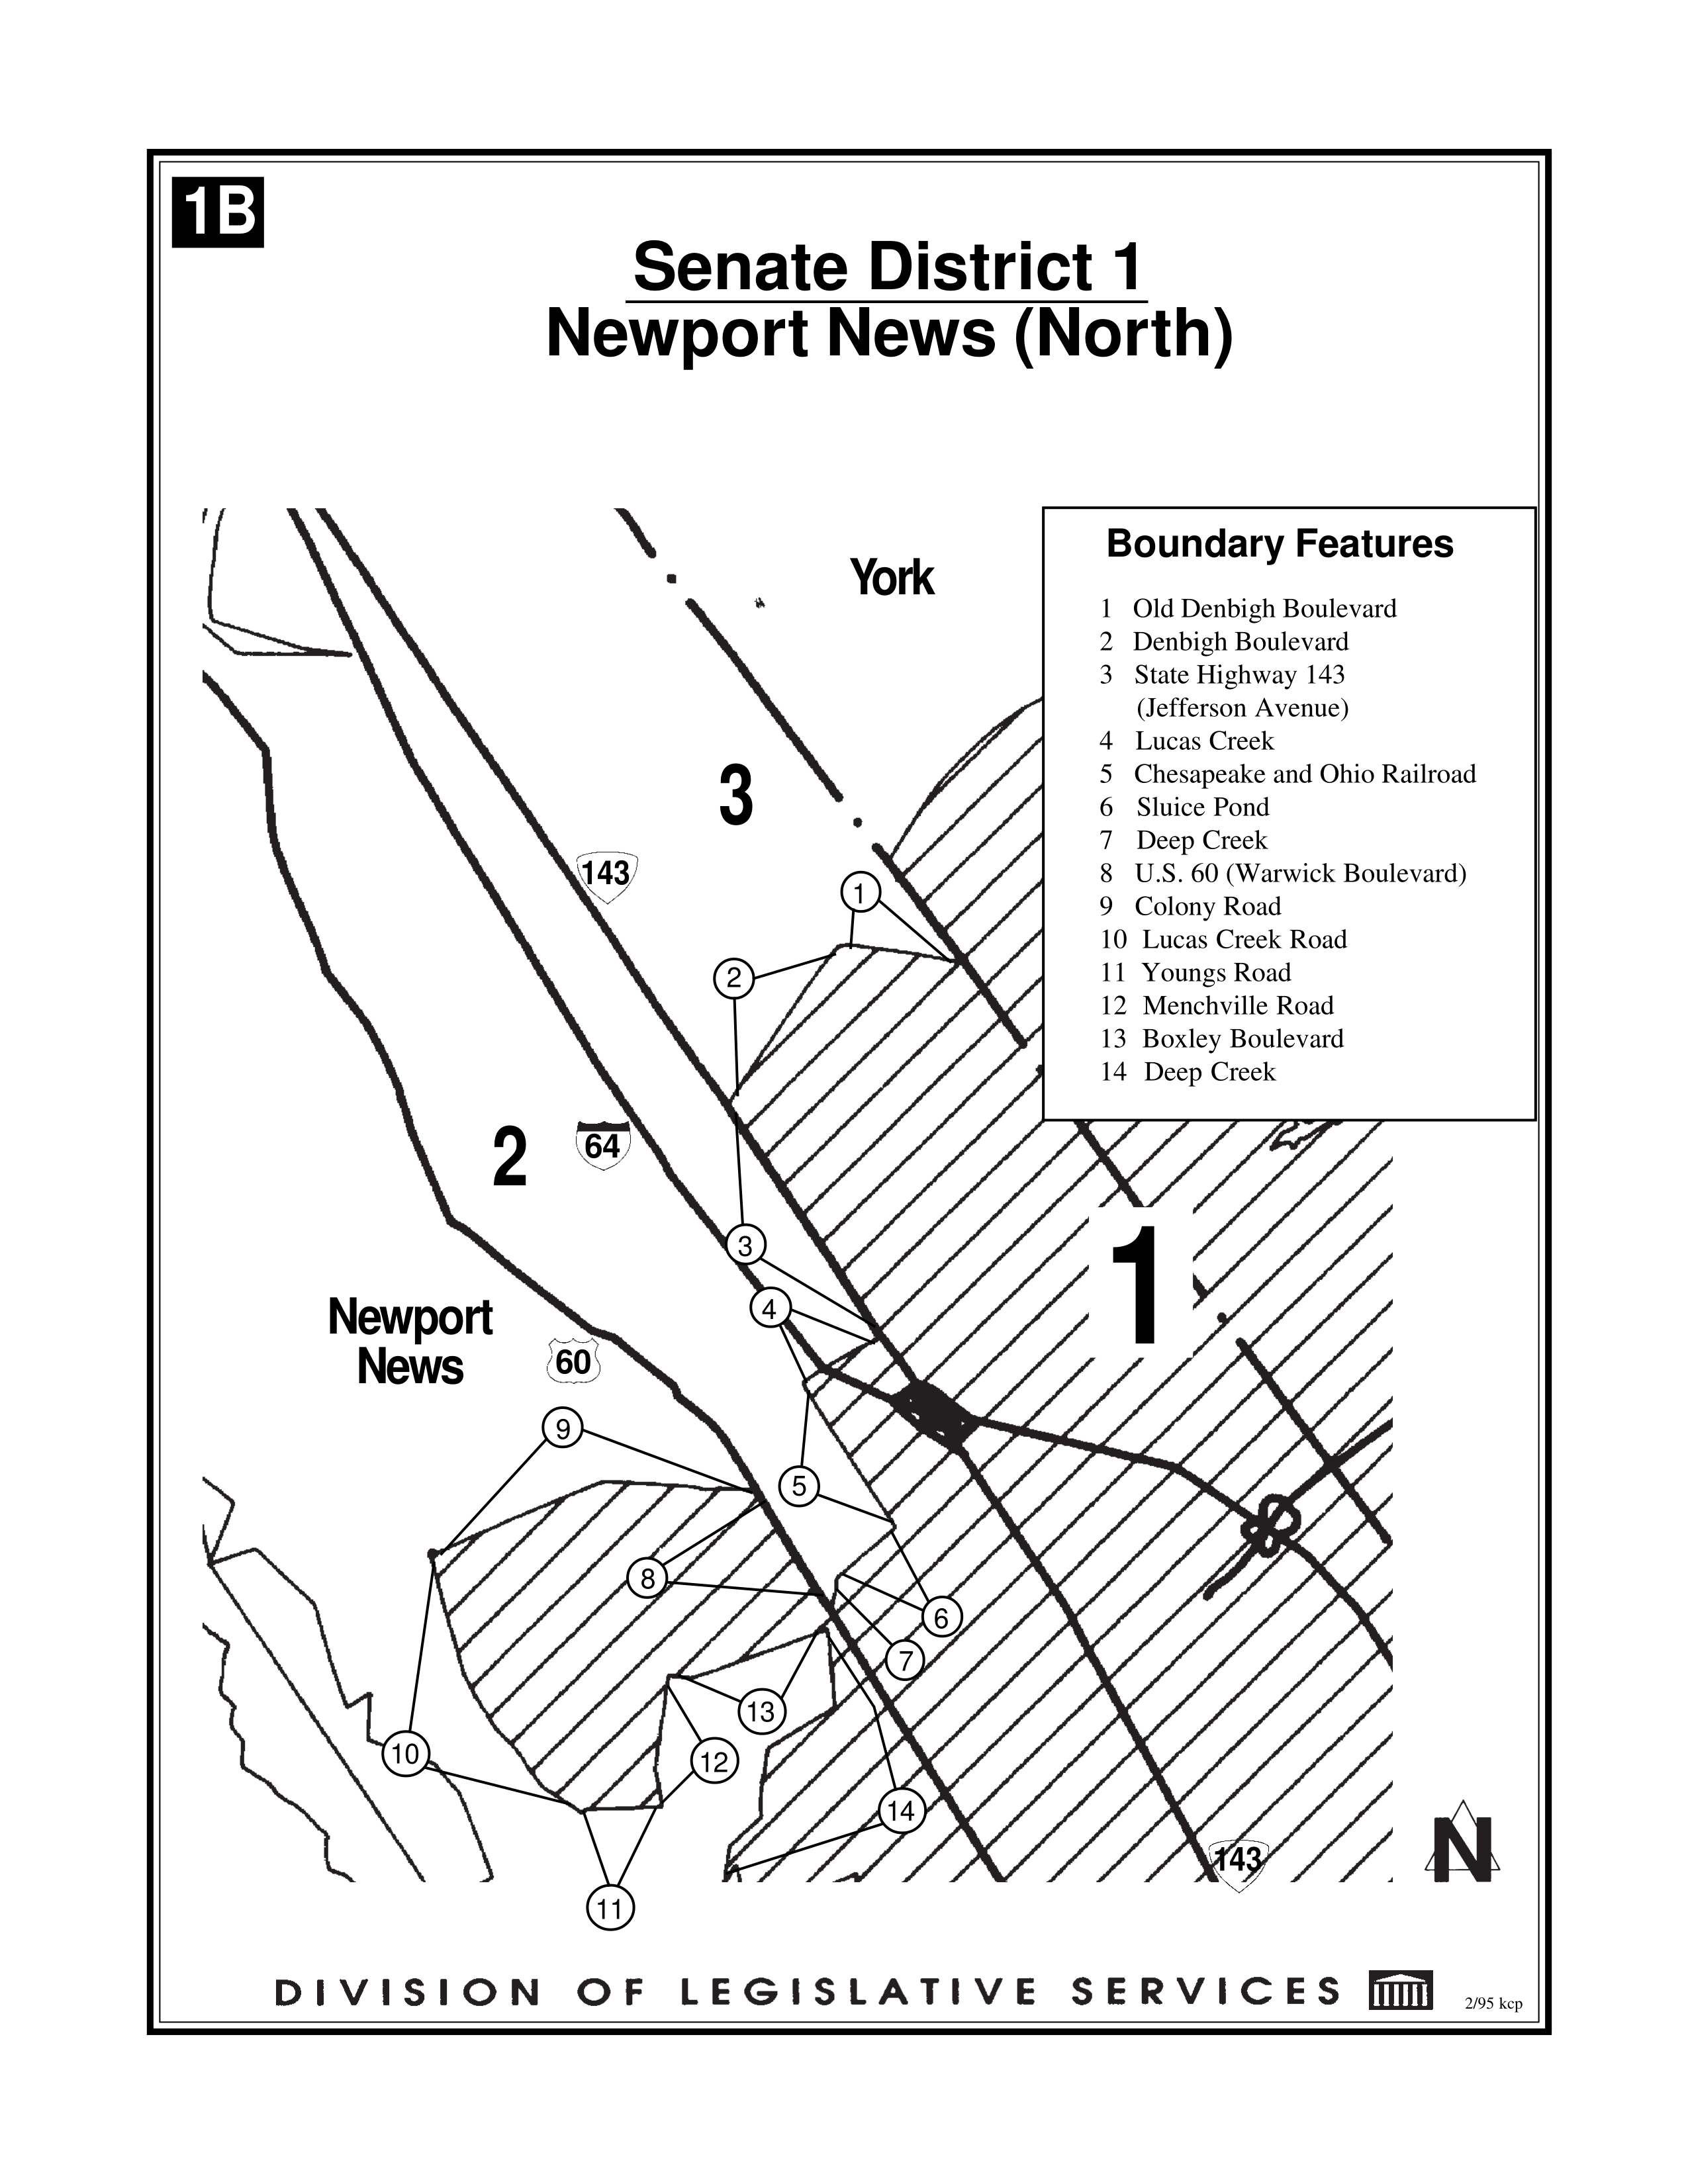 1B
Senate District 1
Newport News (North)
York
Boundary Features
1 Old Denbigh Boulevard
2 Denbigh Boulevard
3 State Highway 143
(Jefferson Avenue)
4 Lucas Creek
5 Chesapeake and Ohio Railroad
6 Sluice Pond
7 Deep Creek
8 U.S. 60 (Warwick Boulevard)
9 Colony Road
10 Lucas Creek Road
11 Youngs Road
12 Menchville Road
13 Boxley Boulevard
14 Deep Creek
3
143
1
2
2
64
3
1
4
Newport
News
60
9
5
8
6
7
13
10
12
14
143
N
11
DIVISION OF LEGISLATIVE SERVICES
2/95 kcp